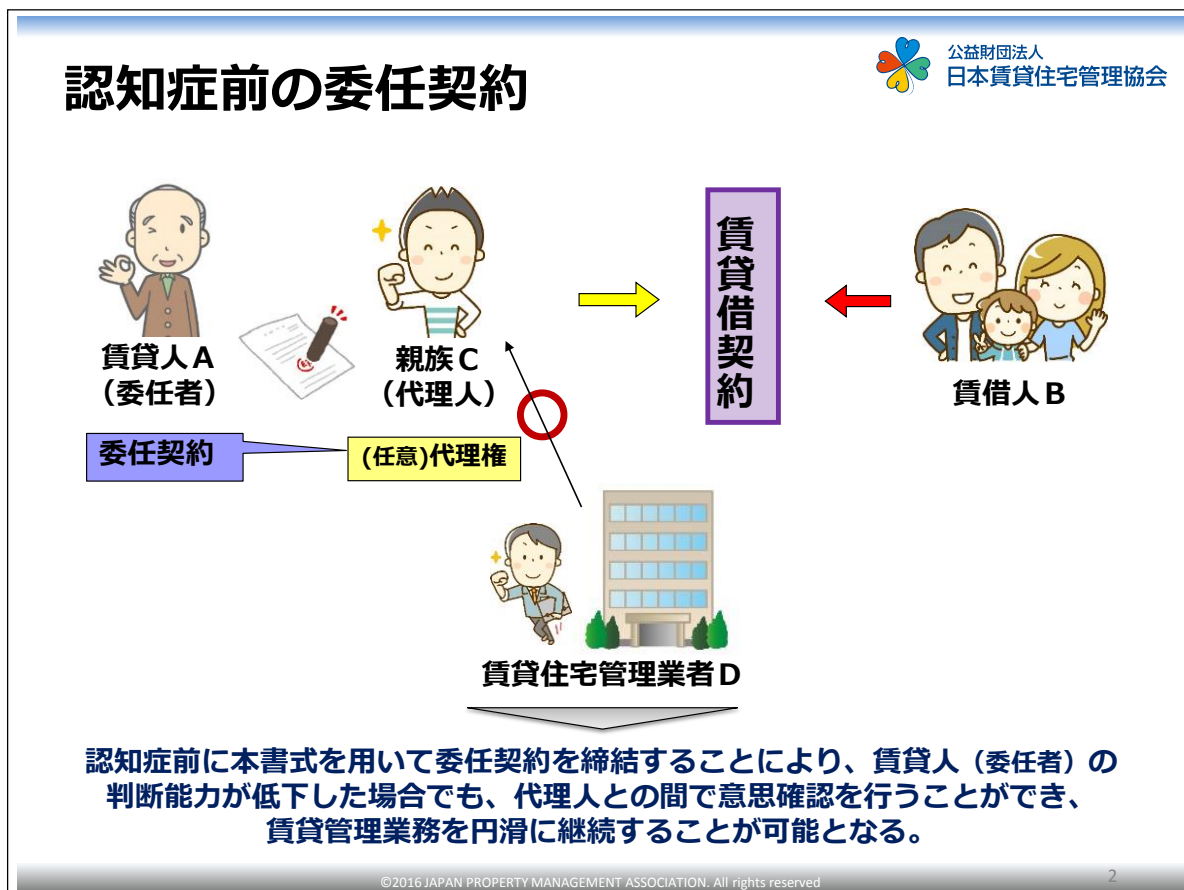 認知症前の委任契約
公益財団法人
日本賃貸住宅管理協会
賃貸人A
（委任者）
親族C
（代理人）
賃貸借契約
賃借人B
委任契約
(任意)代理権
賃貸住宅管理業者D
認知症前に本書式を用いて委任契約を締結することにより、賃貸人（委任者）の
判断能力が低下した場合でも、代理人との間で意思確認を行うことができ、
賃貸管理業務を円滑に継続することが可能となる。
©2016 JAPAN PROPERTY MANAGEMENT ASSOCIATION. All rights reserved
2